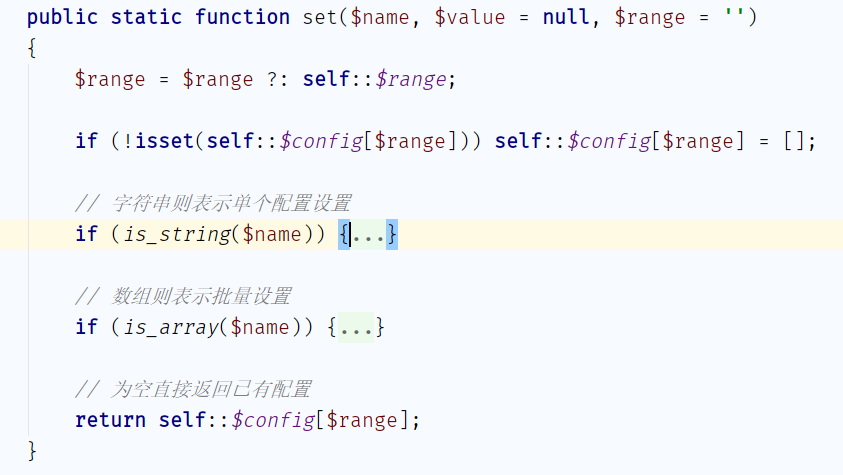 public static function set($name, $value = null, $range = '')
{
    $range = $range ?: self::$range;
    if (!isset(self::$config[$range])) self::$config[$range] = [];
    // 字符串则表示单个配置设置
    if (is_string($name)) {...}
    // 数组则表示批量设置
    if (is_array($name)) {...}
    // 为空直接返回已有配置
    return self::$config[$range];
}